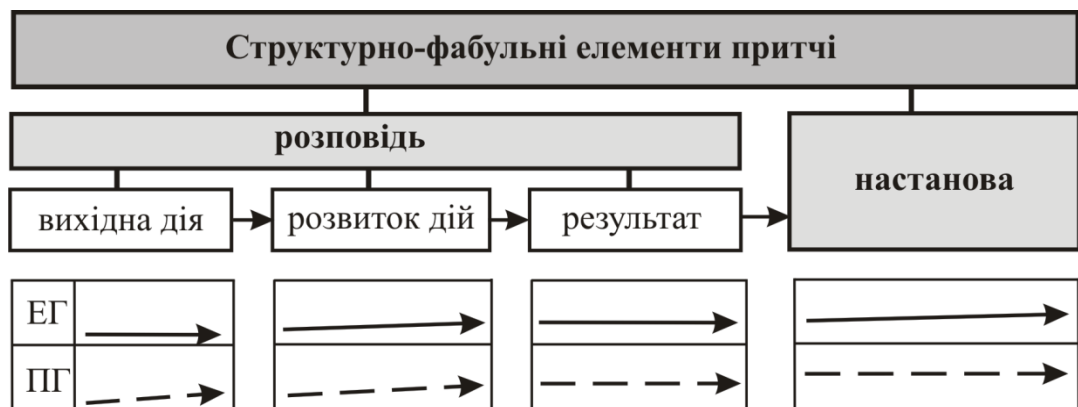 Структурно-фабульні елементи притчі
розповідь
настанова
вихідна дія
розвиток дій
результат
ЕГ
ПГ